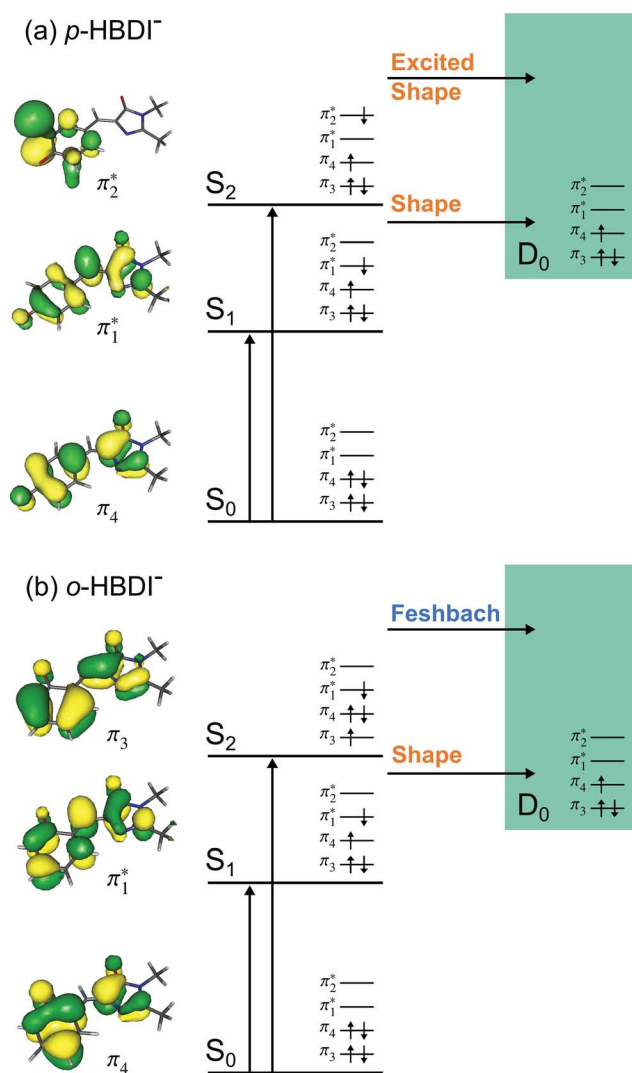 (a) p-HBDI⁻
Excited
Shape
π₂*
π₁*
π₄
π₃
S₂
π₂*
Shape
π₂*
π₁*
π₄
D₀
π₃
π₂*
π₁*
π₄
π₃
S₁
π₁*
π₂*
π₁*
π₄
π₃
S₀
π₄
(b) o-HBDI⁻
Feshbach
π₂*
π₁*
π₄
π₃
S₂
π₃
Shape
π₂*
π₁*
π₄
D₀
π₃
π₂*
π₁*
π₄
π₃
S₁
π₁*
π₂*
π₁*
π₄
π₃
S₀
π₄